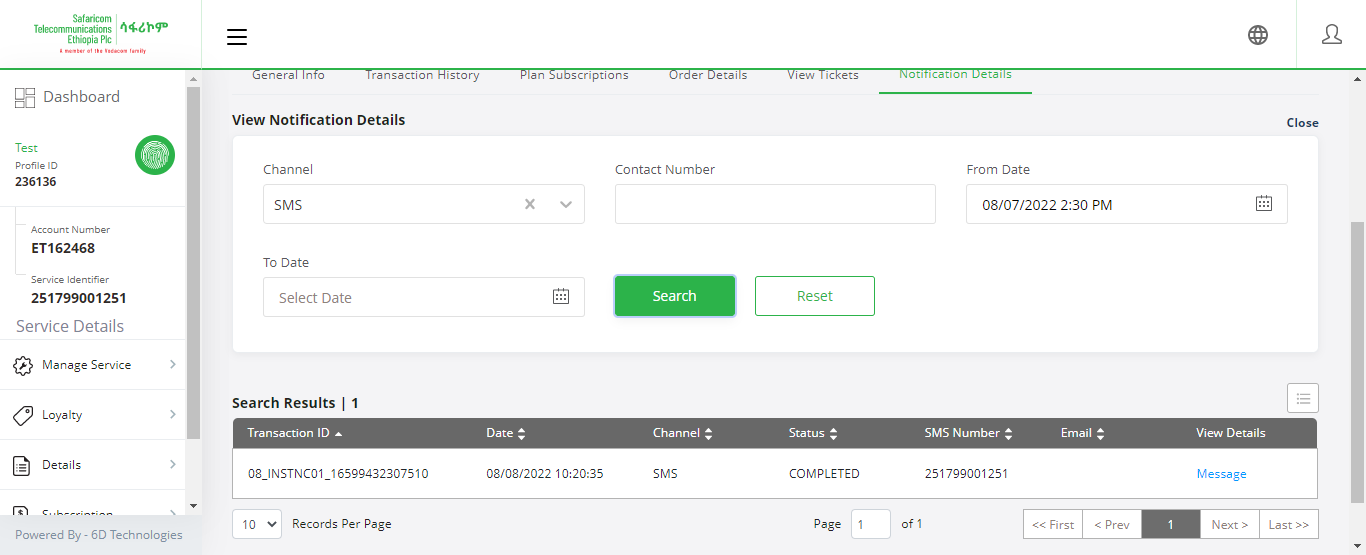 Safaricom
Telecommunications
Ethiopia Plc
ሳፋሪኮም
A member of the Vodacom family
Dashboard
Test
Profile ID
236136
Account Number
ET162468
Service Identifier
251799001251
Service Details
Manage Service
Loyalty
Details
Subscription
Powered By - 6D Technologies
General Info Transaction History Plan Subscriptions Order Details View Tickets Notification Details
View Notification Details Close
Channel Contact Number From Date
SMS 08/07/2022 2:30 PM
To Date
Select Date Search Reset
Search Results | 1
Transaction ID Date Channel Status SMS Number Email View Details
08_INSTNC01_16599432307510 08/08/2022 10:20:35 SMS COMPLETED 251799001251 Message
10 Records Per Page Page 1 of 1 << First < Prev 1 Next > Last >>